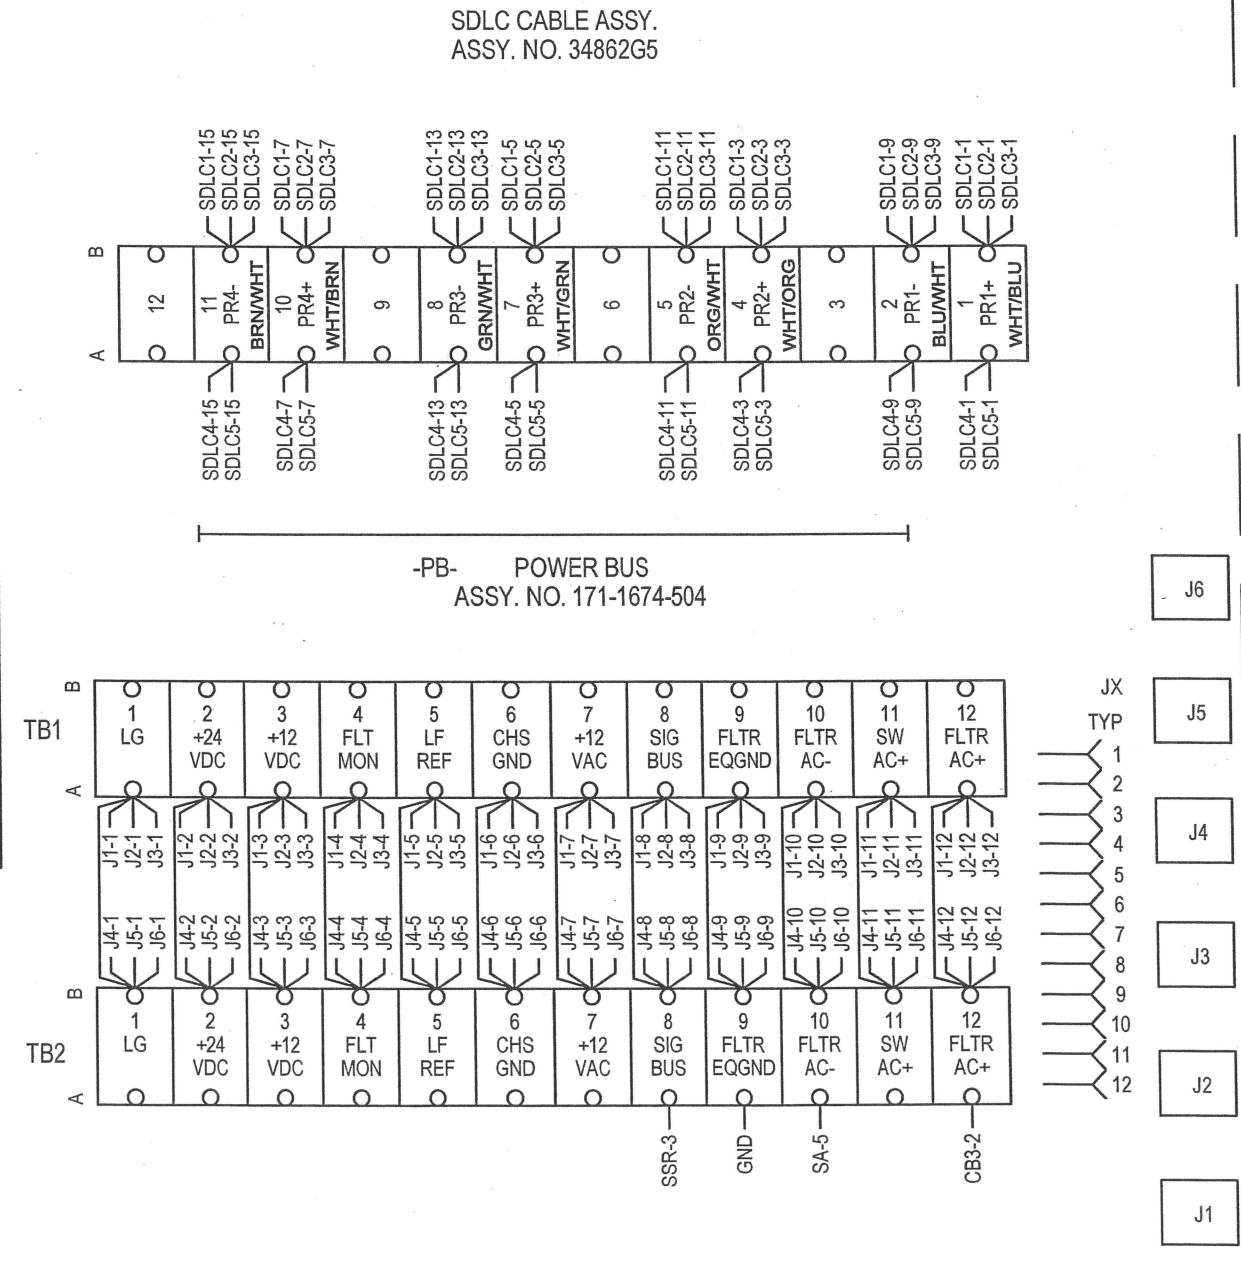 SDLC CABLE ASSY.
ASSY. NO. 34862G5
SDLC1-15
SDLC2-15
SDLC3-15
SDLC1-7
SDLC2-7
SDLC3-7
SDLC1-13
SDLC2-13
SDLC3-13
SDLC1-5
SDLC2-5
SDLC3-5
SDLC1-11
SDLC2-11
SDLC3-11
SDLC1-3
SDLC2-3
SDLC3-3
SDLC1-9
SDLC2-9
SDLC3-9
SDLC1-1
SDLC2-1
SDLC3-1
B
A
12
11
PR4-
BRN/WHT
10
PR4+
WHT/BRN
9
8
PR3-
GRN/WHT
7
PR3+
WHT/GRN
6
5
PR2-
ORG/WHT
4
PR2+
WHT/ORG
3
2
PR1-
BLU/WHT
1
PR1+
WHT/BLU
SDLC4-15
SDLC5-15
SDLC4-7
SDLC5-7
SDLC4-13
SDLC5-13
SDLC4-5
SDLC5-5
SDLC4-11
SDLC5-11
SDLC4-3
SDLC5-3
SDLC4-9
SDLC5-9
SDLC4-1
SDLC5-1
-PB- POWER BUS
ASSY. NO. 171-1674-504
TB1
B
A
1
LG
2
+24
VDC
3
+12
VDC
4
FLT
MON
5
LF
REF
6
CHS
GND
7
+12
VAC
8
SIG
BUS
9
FLTR
EQGND
10
FLTR
AC-
11
SW
AC+
12
FLTR
AC+
J1-1
J2-1
J3-1
J1-2
J2-2
J3-2
J1-3
J2-3
J3-3
J1-4
J2-4
J3-4
J1-5
J2-5
J3-5
J1-6
J2-6
J3-6
J1-7
J2-7
J3-7
J1-8
J2-8
J3-8
J1-9
J2-9
J3-9
J1-10
J2-10
J3-10
J1-11
J2-11
J3-11
J1-12
J2-12
J3-12
J4-1
J5-1
J6-1
J4-2
J5-2
J6-2
J4-3
J5-3
J6-3
J4-4
J5-4
J6-4
J4-5
J5-5
J6-5
J4-6
J5-6
J6-6
J4-7
J5-7
J6-7
J4-8
J5-8
J6-8
J4-9
J5-9
J6-9
J4-10
J5-10
J6-10
J4-11
J5-11
J6-11
J4-12
J5-12
J6-12
TB2
B
A
1
LG
2
+24
VDC
3
+12
VDC
4
FLT
MON
5
LF
REF
6
CHS
GND
7
+12
VAC
8
SIG
BUS
9
FLTR
EQGND
10
FLTR
AC-
11
SW
AC+
12
FLTR
AC+
SSR-3
GND
SA-5
CB3-2
JX
TYP
1
2
3
4
5
6
7
8
9
10
11
12
J6
J5
J4
J3
J2
J1